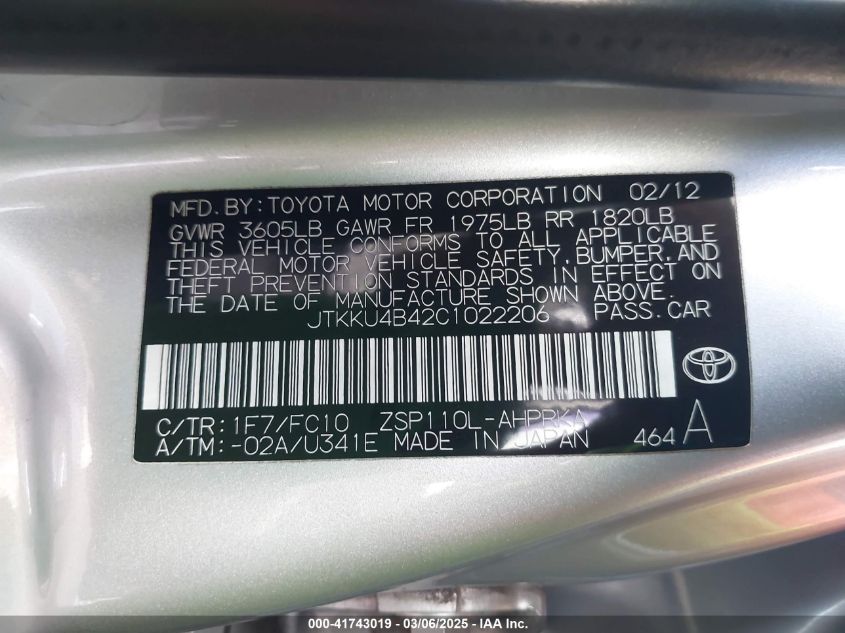 MFD. BY: TOYOTA MOTOR CORPORATION 02/12
GVWR 3605LB GAWR FR 1975LB RR 1820LB
THIS VEHICLE CONFORMS TO ALL APPLICABLE
FEDERAL MOTOR VEHICLE SAFETY, BUMPER, AND
THEFT PREVENTION STANDARDS IN EFFECT ON
THE DATE OF MANUFACTURE SHOWN ABOVE.
JTKKU4B42C1022206 PASS. CAR
C/TR: 1F7/FC10 ZSP110L-AHPRKA
A/TM: -02A/U341E MADE IN JAPAN 464 A
000-41743019 - 03/06/2025 - IAA Inc.